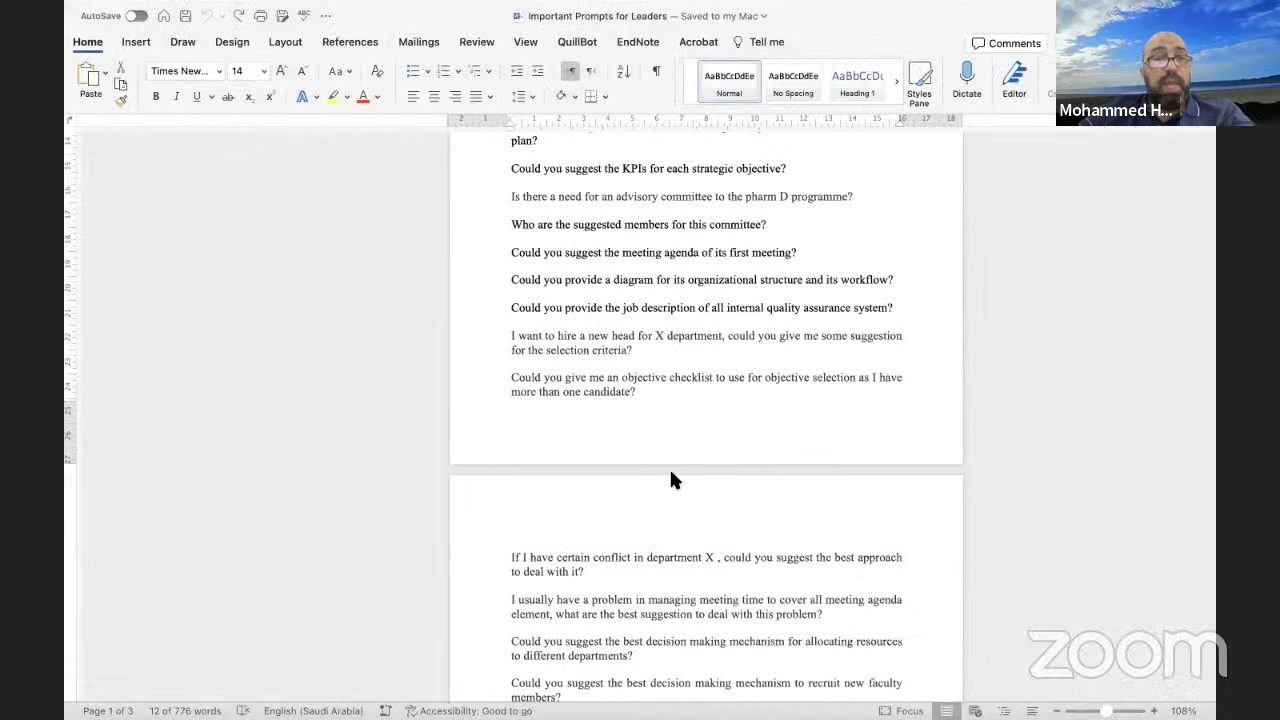 AutoSave
Important Prompts for Leaders — Saved to my Mac
Home Insert Draw Design Layout References Mailings Review View QuillBot EndNote Acrobat Tell me
Comments
Paste
Times New... 14
AaBbCcDdEe AaBbCcDdEe AaBbCcDc
Normal No Spacing Heading 1
Styles Pane Dictate Editor
Mohammed H...
plan?
Could you suggest the KPIs for each strategic objective?
Is there a need for an advisory committee to the pharm D programme?
Who are the suggested members for this committee?
Could you suggest the meeting agenda of its first meeting?
Could you provide a diagram for its organizational structure and its workflow?
Could you provide the job description of all internal quality assurance system?
I want to hire a new head for X department, could you give me some suggestion
for the selection criteria?
Could you give me an objective checklist to use for objective selection as I have
more than one candidate?
If I have certain conflict in department X , could you suggest the best approach
to deal with it?
I usually have a problem in managing meeting time to cover all meeting agenda
element, what are the best suggestion to deal with this problem?
Could you suggest the best decision making mechanism for allocating resources
to different departments?
Could you suggest the best decision making mechanism to recruit new faculty
members?
zoom
Page 1 of 3 12 of 776 words English (Saudi Arabia) Accessibility: Good to go Focus 108%